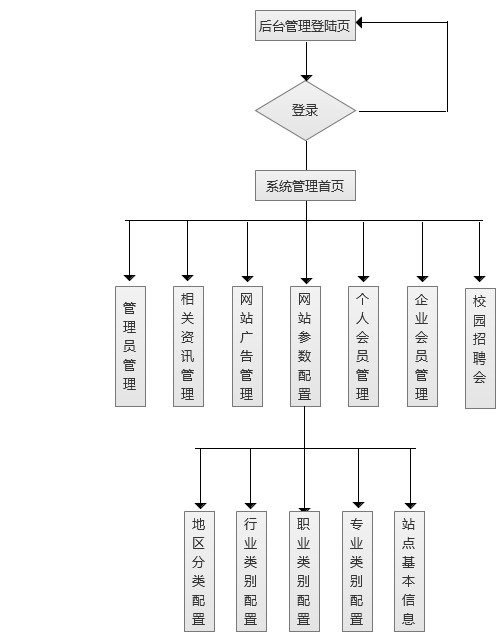 后台管理登陆页
登录
系统管理首页
管理员管理
相关资讯管理
网站广告管理
网站参数配置
个人会员管理
企业会员管理
校园招聘会
地区分类配置
行业类别配置
职业类别配置
专业类别配置
站点基本信息